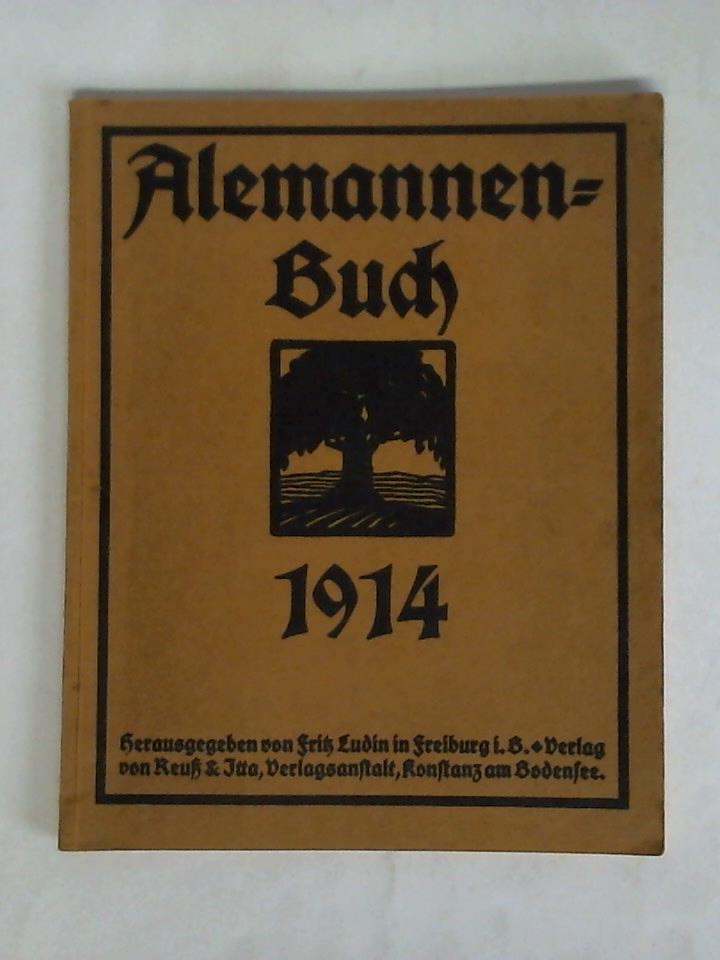 Alemannen=
Buch
1914
Herausgegeben von Fritz Ludin in Freiburg i. B. ⬥ Verlag
von Reuß & Itta, Verlagsanstalt, Konstanz am Bodensee.